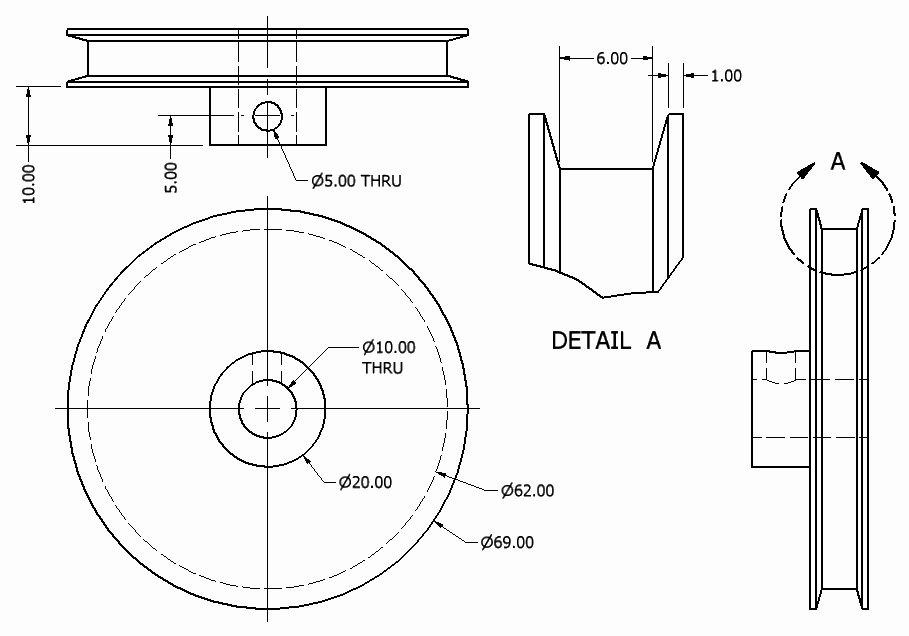 6.00
1.00
10.00
5.00
Ø5.00 THRU
A
Ø10.00
THRU
DETAIL A
Ø20.00
Ø62.00
Ø69.00